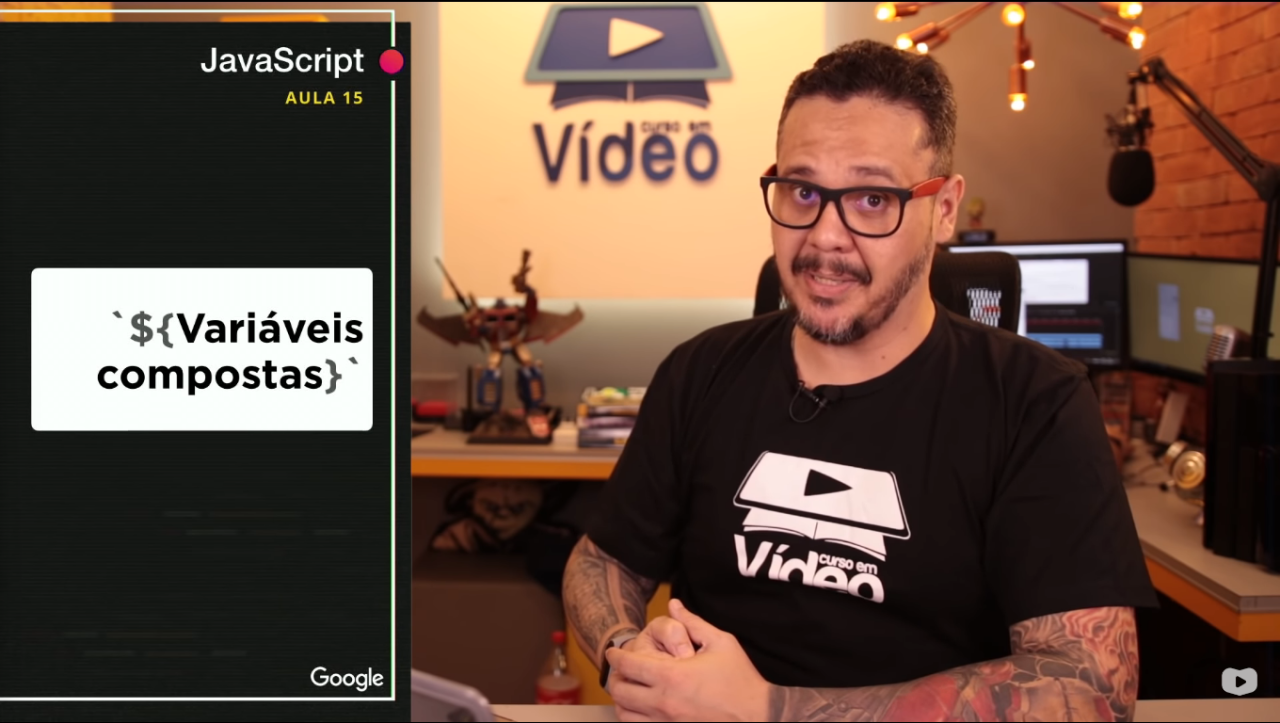 JavaScript
AULA 15
`${Variáveis
compostas}`
Google
curso em
Vídeo
curso em
Vídeo